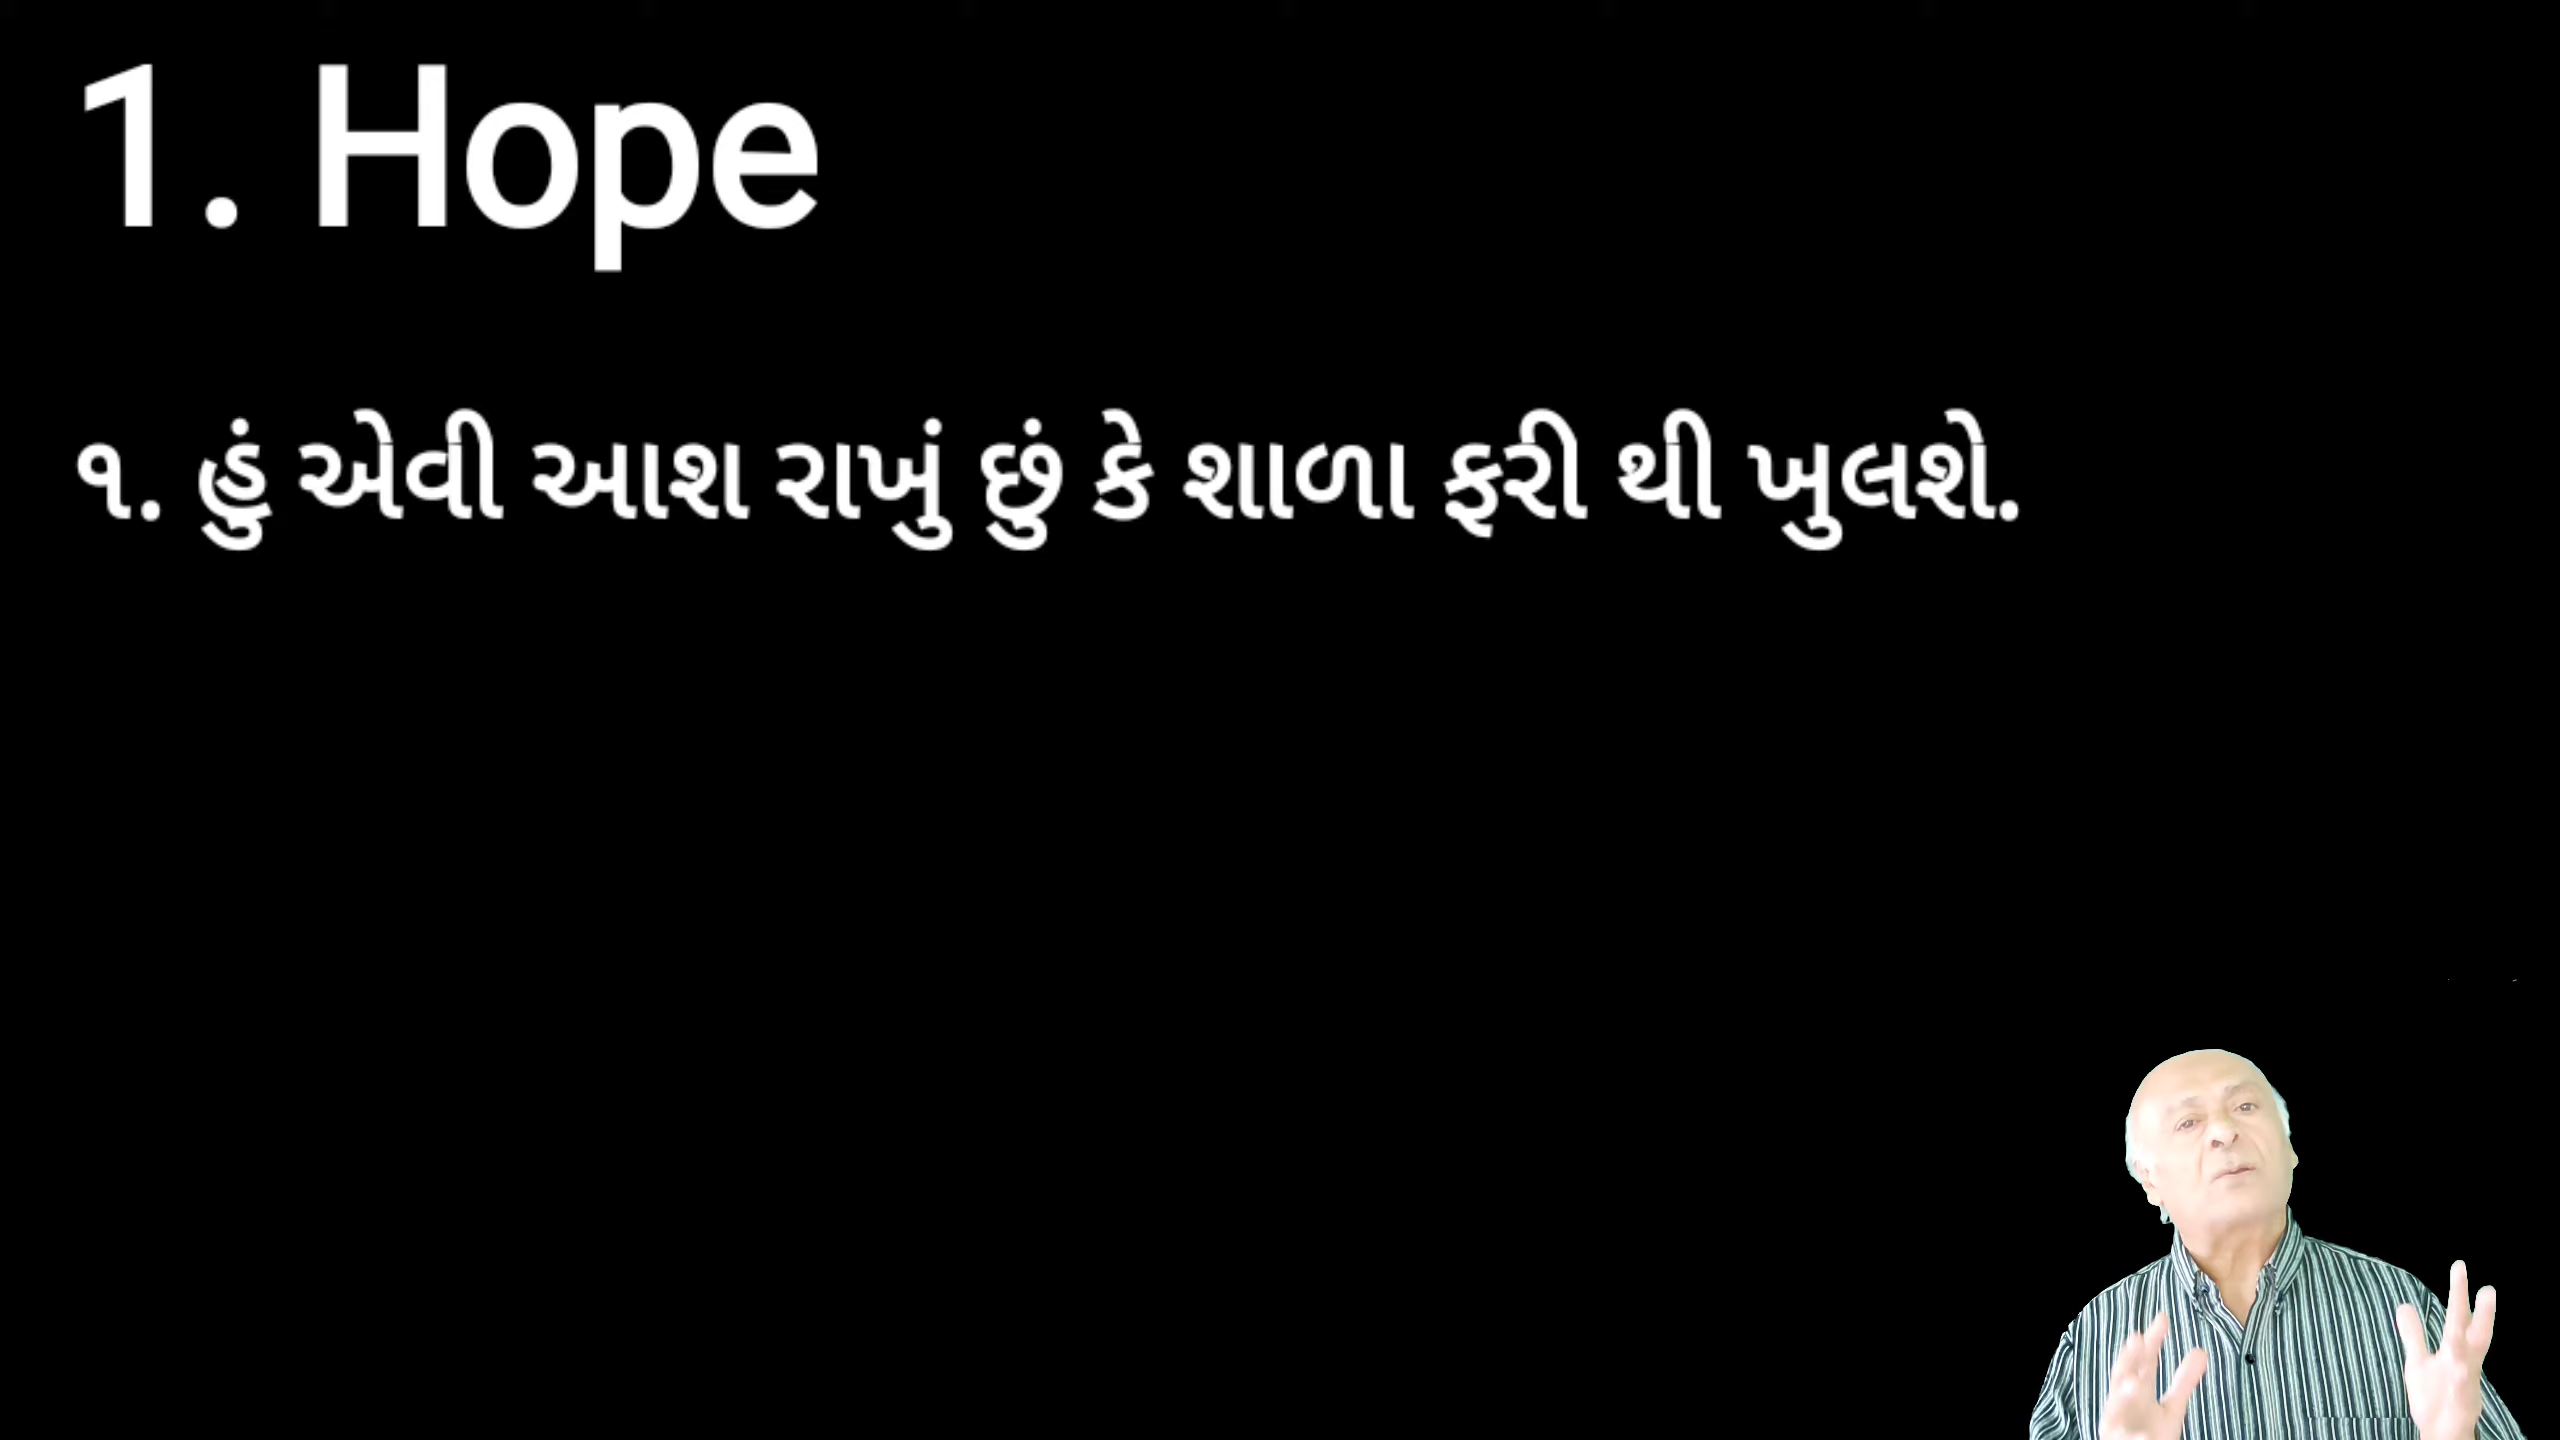 1. Hope
૧. હું એવી આશ રાખું છું કે શાળા ફરી થી ખુલશે.